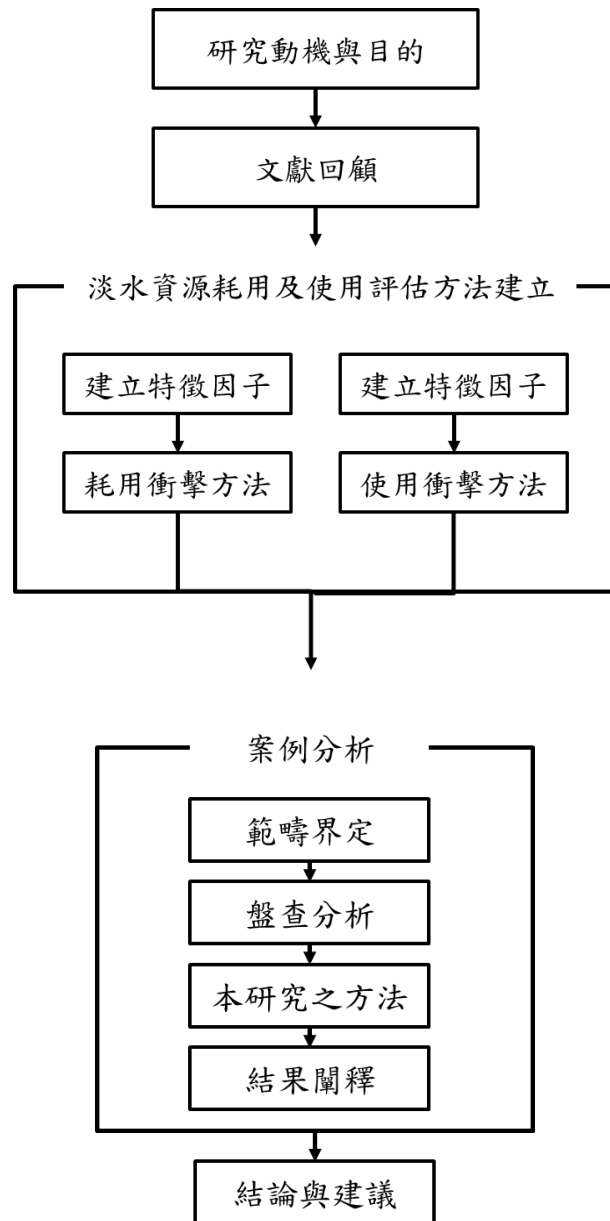 研究動機與目的
文獻回顧
淡水資源耗用及使用評估方法建立
建立特徵因子
建立特徵因子
耗用衝擊方法
使用衝擊方法
案例分析
範疇界定
盤查分析
本研究之方法
結果闡釋
結論與建議